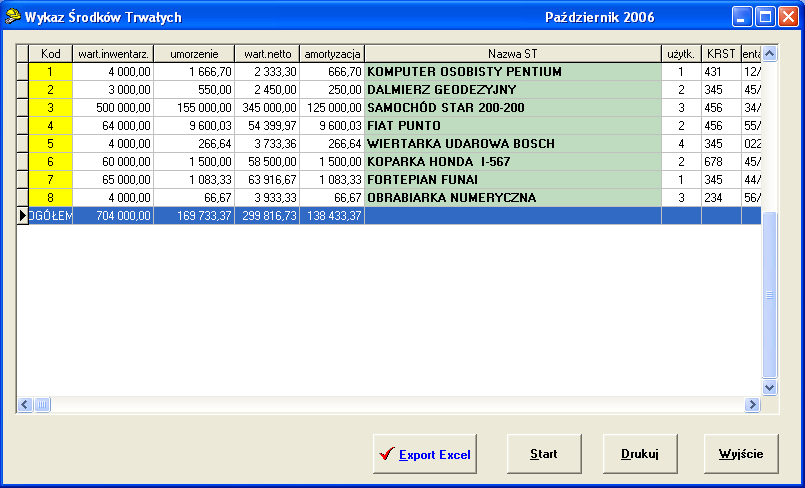 Wykaz Środków Trwałych Październik 2006
Kod wart.inwentarz. umorzenie wart.netto amortyzacja Nazwa ST użytk. KRST enta
1 4 000,00 1 666,70 2 333,30 666,70 KOMPUTER OSOBISTY PENTIUM 1 431 12/
2 3 000,00 550,00 2 450,00 250,00 DALMIERZ GEODEZYJNY 2 345 45/
3 500 000,00 155 000,00 345 000,00 125 000,00 SAMOCHÓD STAR 200-200 3 456 34/
4 64 000,00 9 600,03 54 399,97 9 600,03 FIAT PUNTO 2 456 55/
5 4 000,00 266,64 3 733,36 266,64 WIERTARKA UDAROWA BOSCH 4 345 022
6 60 000,00 1 500,00 58 500,00 1 500,00 KOPARKA HONDA I-567 2 678 45/
7 65 000,00 1 083,33 63 916,67 1 083,33 FORTEPIAN FUNAI 1 345 44/
8 4 000,00 66,67 3 933,33 66,67 OBRABIARKA NUMERYCZNA 3 234 56/
OGÓŁEM 704 000,00 169 733,37 299 816,73 138 433,37
Export Excel Start Drukuj Wyjście